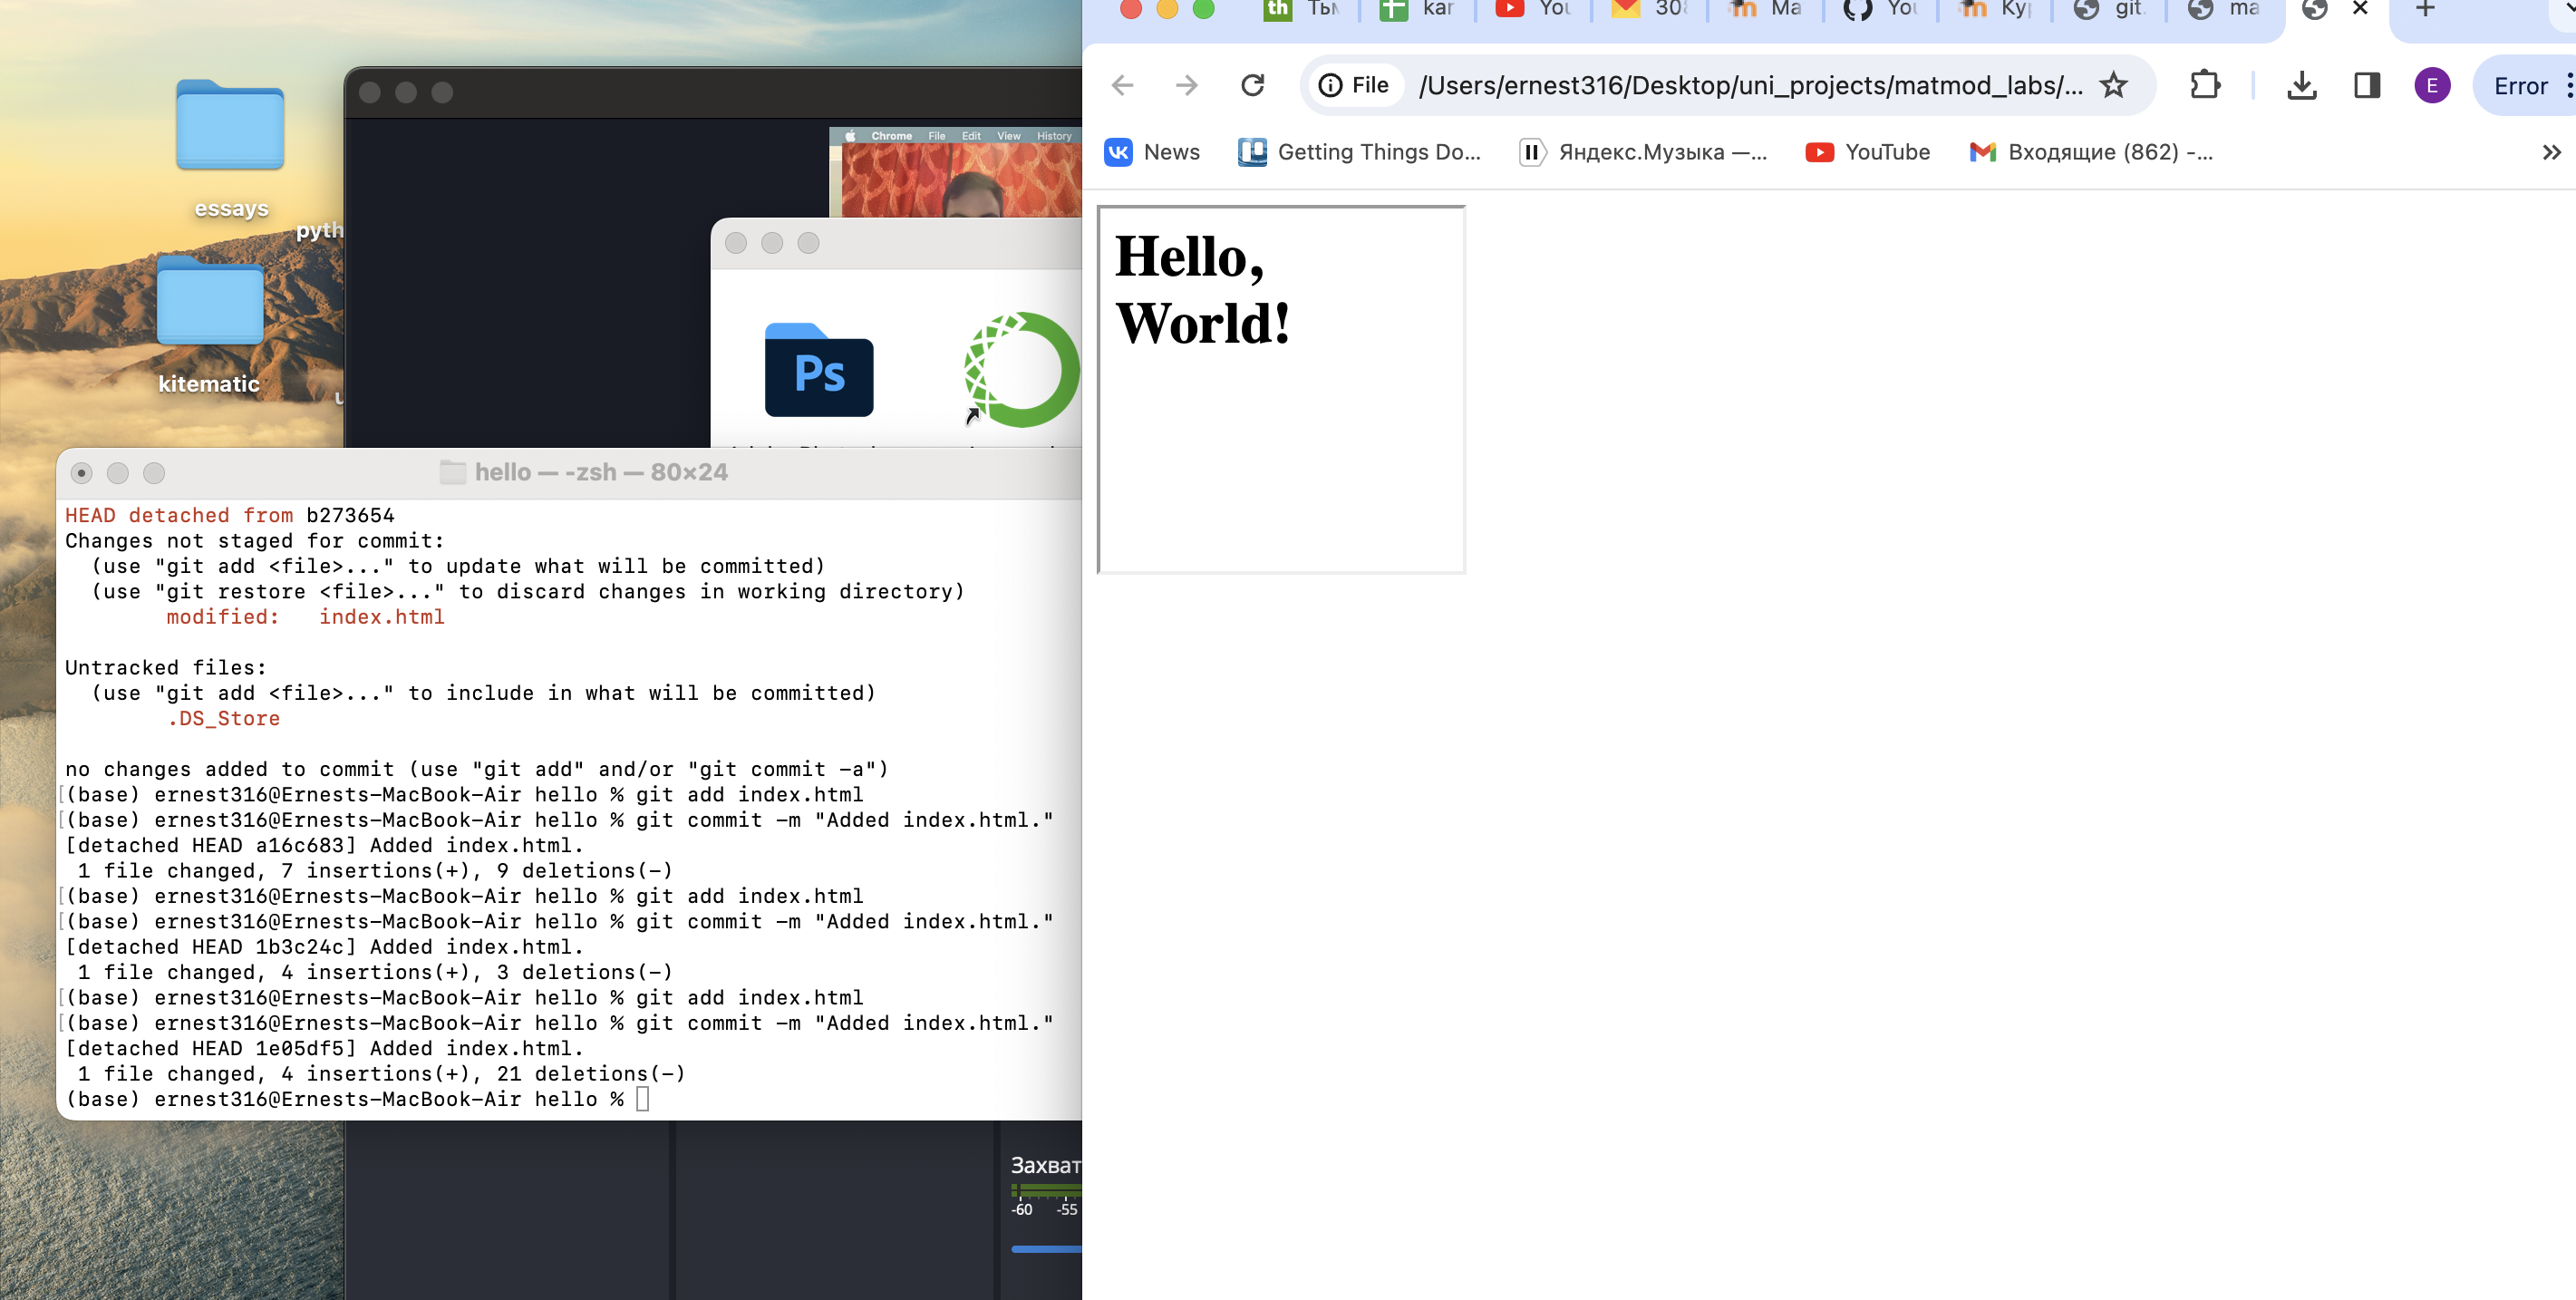 essays
pyth
kitematic
Chrome File Edit View History
Ps
hello — -zsh — 80×24
HEAD detached from b273654
Changes not staged for commit:
(use "git add <file>..." to update what will be committed)
(use "git restore <file>..." to discard changes in working directory)
modified:   index.html
Untracked files:
(use "git add <file>..." to include in what will be committed)
.DS_Store
no changes added to commit (use "git add" and/or "git commit -a")
[(base) ernest316@Ernests-MacBook-Air hello % git add index.html
[(base) ernest316@Ernests-MacBook-Air hello % git commit -m "Added index.html."
[detached HEAD a16c683] Added index.html.
1 file changed, 7 insertions(+), 9 deletions(-)
[(base) ernest316@Ernests-MacBook-Air hello % git add index.html
[(base) ernest316@Ernests-MacBook-Air hello % git commit -m "Added index.html."
[detached HEAD 1b3c24c] Added index.html.
1 file changed, 4 insertions(+), 3 deletions(-)
[(base) ernest316@Ernests-MacBook-Air hello % git add index.html
[(base) ernest316@Ernests-MacBook-Air hello % git commit -m "Added index.html."
[detached HEAD 1e05df5] Added index.html.
1 file changed, 4 insertions(+), 21 deletions(-)
(base) ernest316@Ernests-MacBook-Air hello %
Захват
-60 -55
th Тьм kar You 308 Ma You Кур git ma
File /Users/ernest316/Desktop/uni_projects/matmod_labs/... E Error
News Getting Things Do... Яндекс.Музыка —... YouTube Входящие (862) -...
Hello,
World!